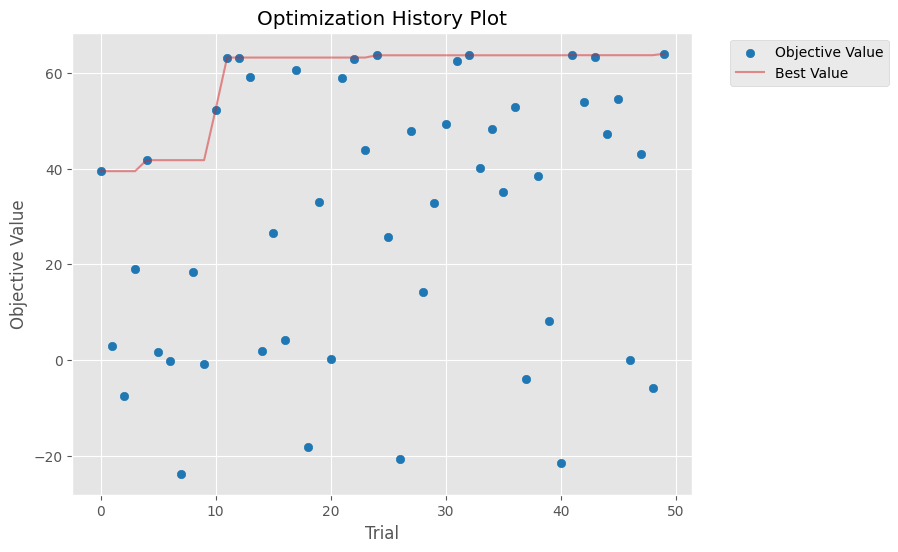 Optimization History Plot
Objective Value
Best Value
Objective Value
60
40
20
0
−20
0 10 20 30 40 50
Trial